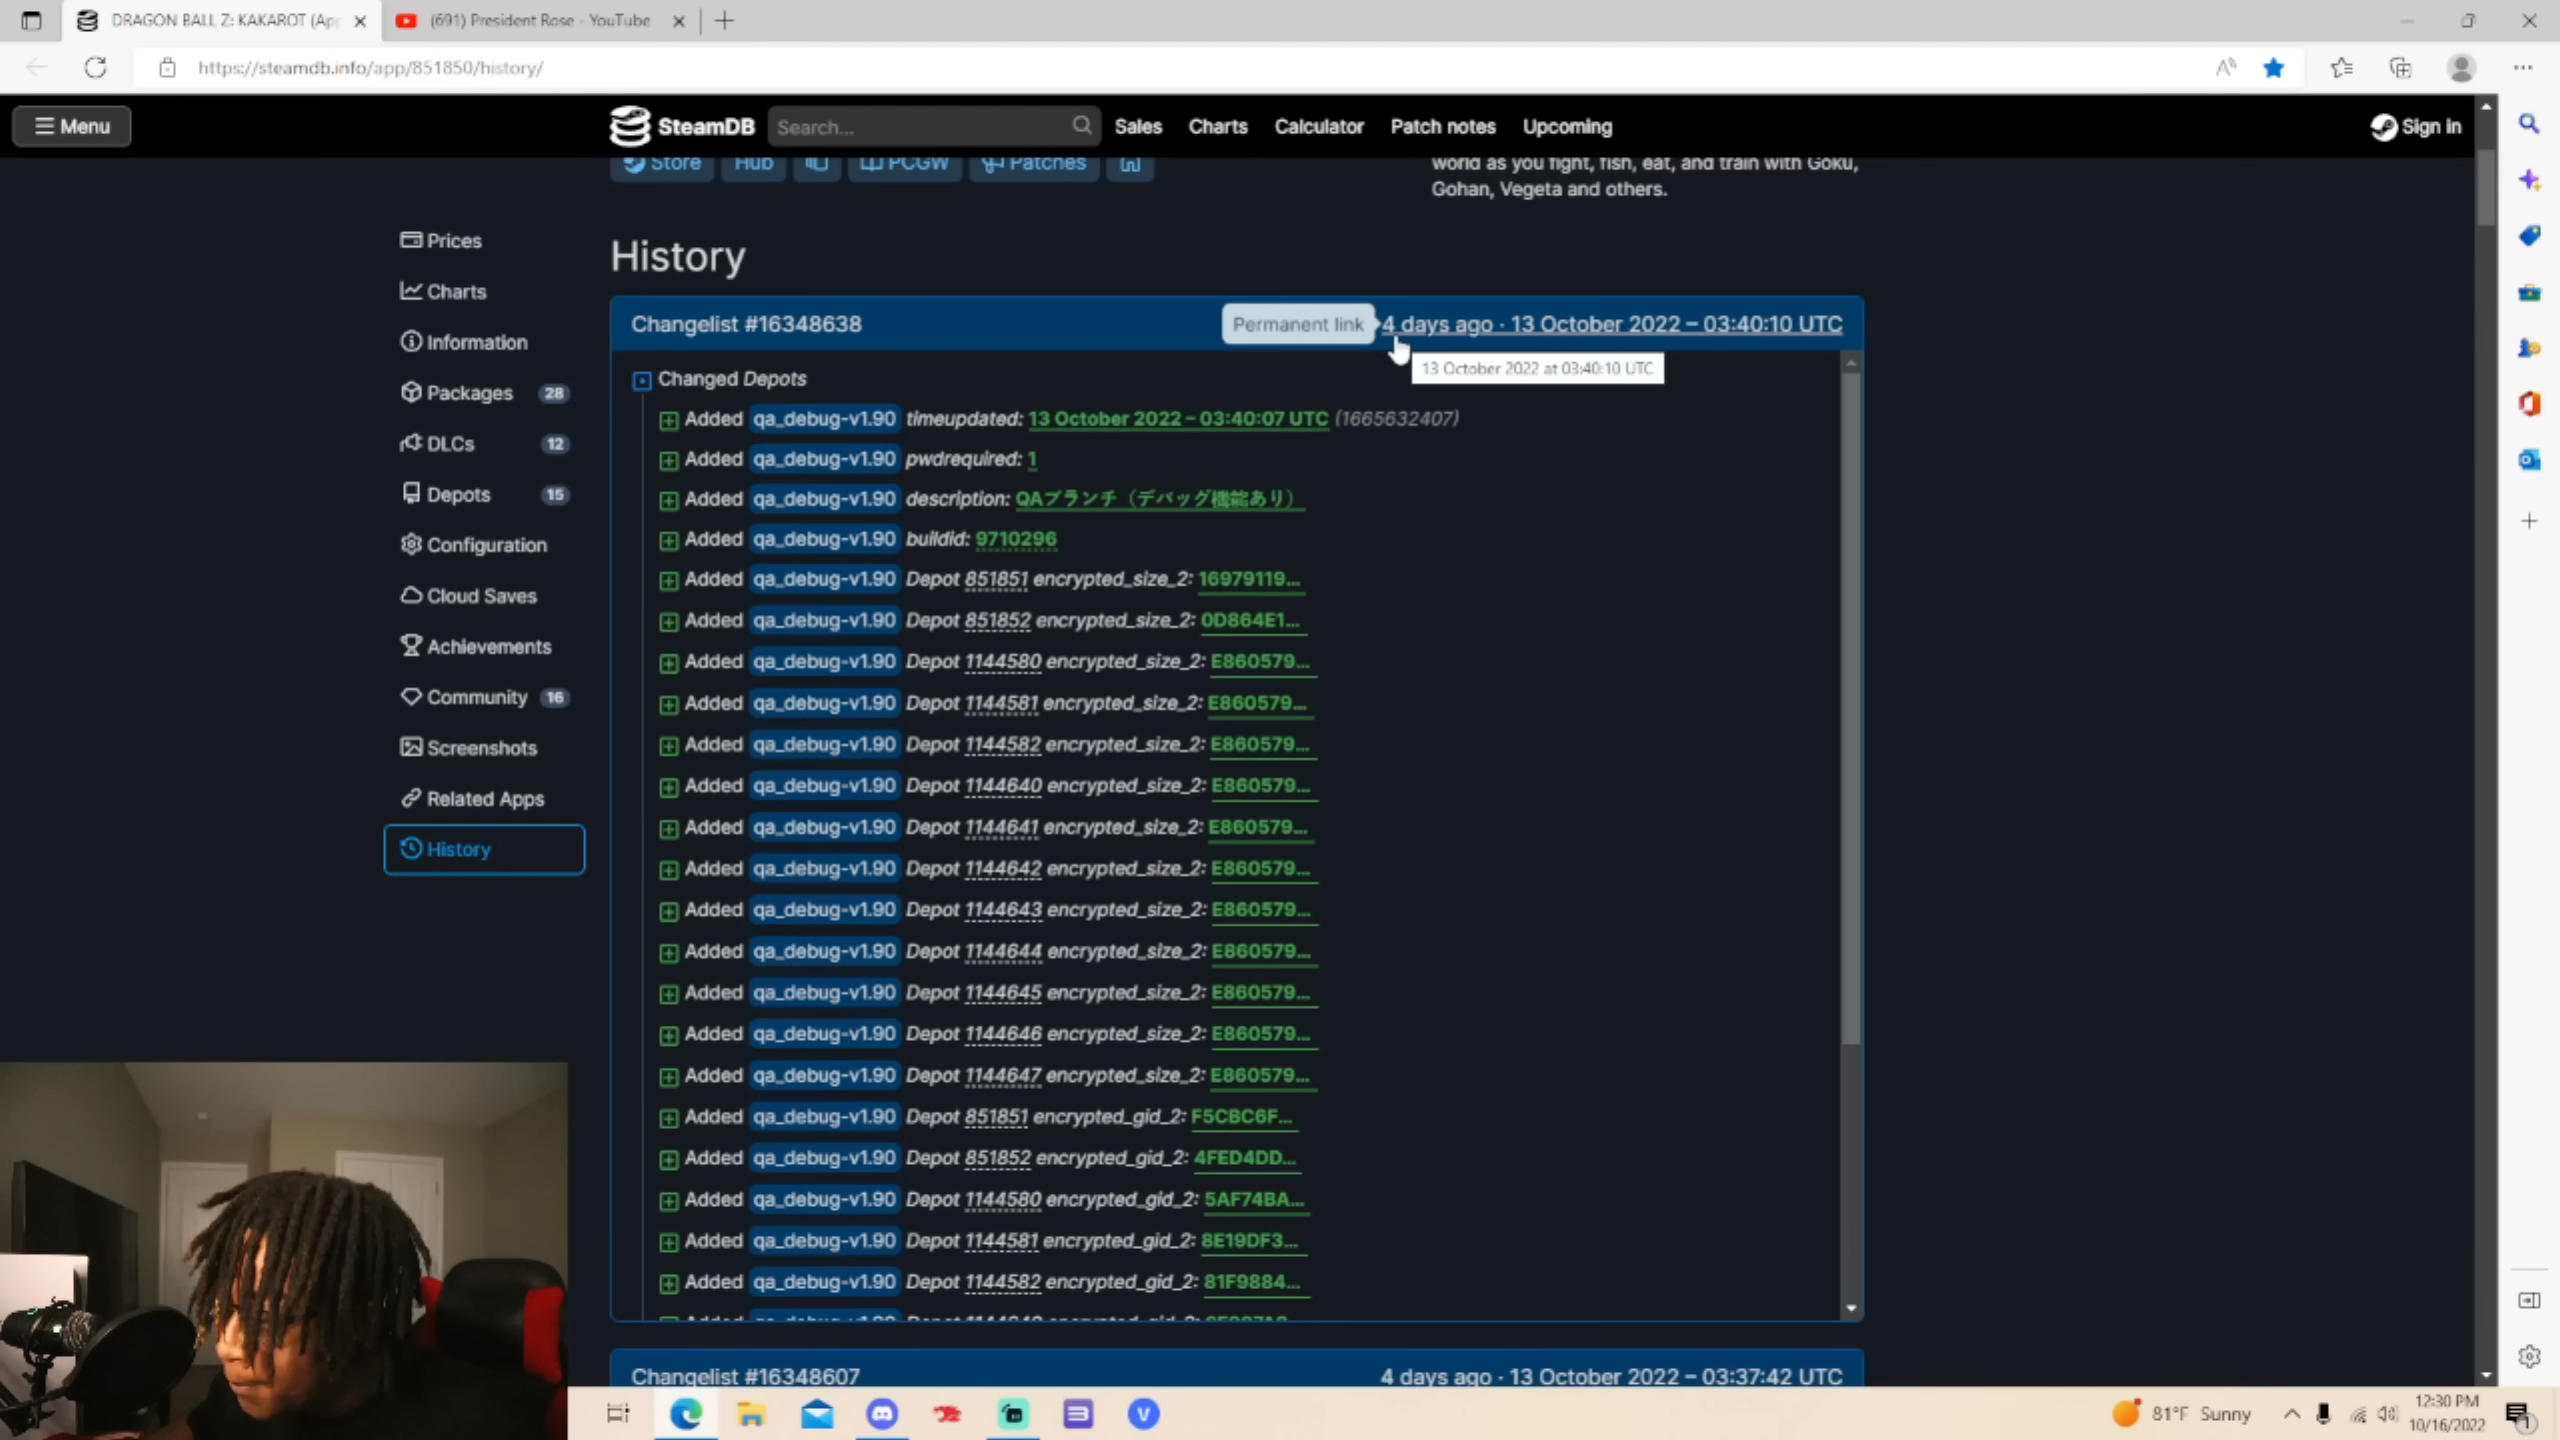 DRAGON BALL Z: KAKAROT (Ap
(691) President Rose - YouTube
https://steamdb.info/app/851850/history/
Menu
SteamDB
Search...
Sales
Charts
Calculator
Patch notes
Upcoming
Sign in
Store
Hub
PCGW
Patches
world as you fight, fish, eat, and train with Goku,
Gohan, Vegeta and others.
Prices
Charts
Information
Packages 28
DLCs 12
Depots 15
Configuration
Cloud Saves
Achievements
Community 16
Screenshots
Related Apps
History
History
Changelist #16348638
Permanent link
4 days ago · 13 October 2022 – 03:40:10 UTC
13 October 2022 at 03:40:10 UTC
Changed Depots
Added qa_debug-v1.90 timeupdated: 13 October 2022 – 03:40:07 UTC (1665632407)
Added qa_debug-v1.90 pwdrequired: 1
Added qa_debug-v1.90 description: QAブランチ（デバッグ機能あり）
Added qa_debug-v1.90 buildid: 9710296
Added qa_debug-v1.90 Depot 851851 encrypted_size_2: 16979119...
Added qa_debug-v1.90 Depot 851852 encrypted_size_2: 0D864E1...
Added qa_debug-v1.90 Depot 1144580 encrypted_size_2: E860579...
Added qa_debug-v1.90 Depot 1144581 encrypted_size_2: E860579...
Added qa_debug-v1.90 Depot 1144582 encrypted_size_2: E860579...
Added qa_debug-v1.90 Depot 1144640 encrypted_size_2: E860579...
Added qa_debug-v1.90 Depot 1144641 encrypted_size_2: E860579...
Added qa_debug-v1.90 Depot 1144642 encrypted_size_2: E860579...
Added qa_debug-v1.90 Depot 1144643 encrypted_size_2: E860579...
Added qa_debug-v1.90 Depot 1144644 encrypted_size_2: E860579...
Added qa_debug-v1.90 Depot 1144645 encrypted_size_2: E860579...
Added qa_debug-v1.90 Depot 1144646 encrypted_size_2: E860579...
Added qa_debug-v1.90 Depot 1144647 encrypted_size_2: E860579...
Added qa_debug-v1.90 Depot 851851 encrypted_gid_2: F5CBC6F...
Added qa_debug-v1.90 Depot 851852 encrypted_gid_2: 4FED4DD...
Added qa_debug-v1.90 Depot 1144580 encrypted_gid_2: 5AF74BA...
Added qa_debug-v1.90 Depot 1144581 encrypted_gid_2: 8E19DF3...
Added qa_debug-v1.90 Depot 1144582 encrypted_gid_2: 81F9884...
Changelist #16348607
4 days ago · 13 October 2022 – 03:37:42 UTC
81°F Sunny
12:30 PM
10/16/2022